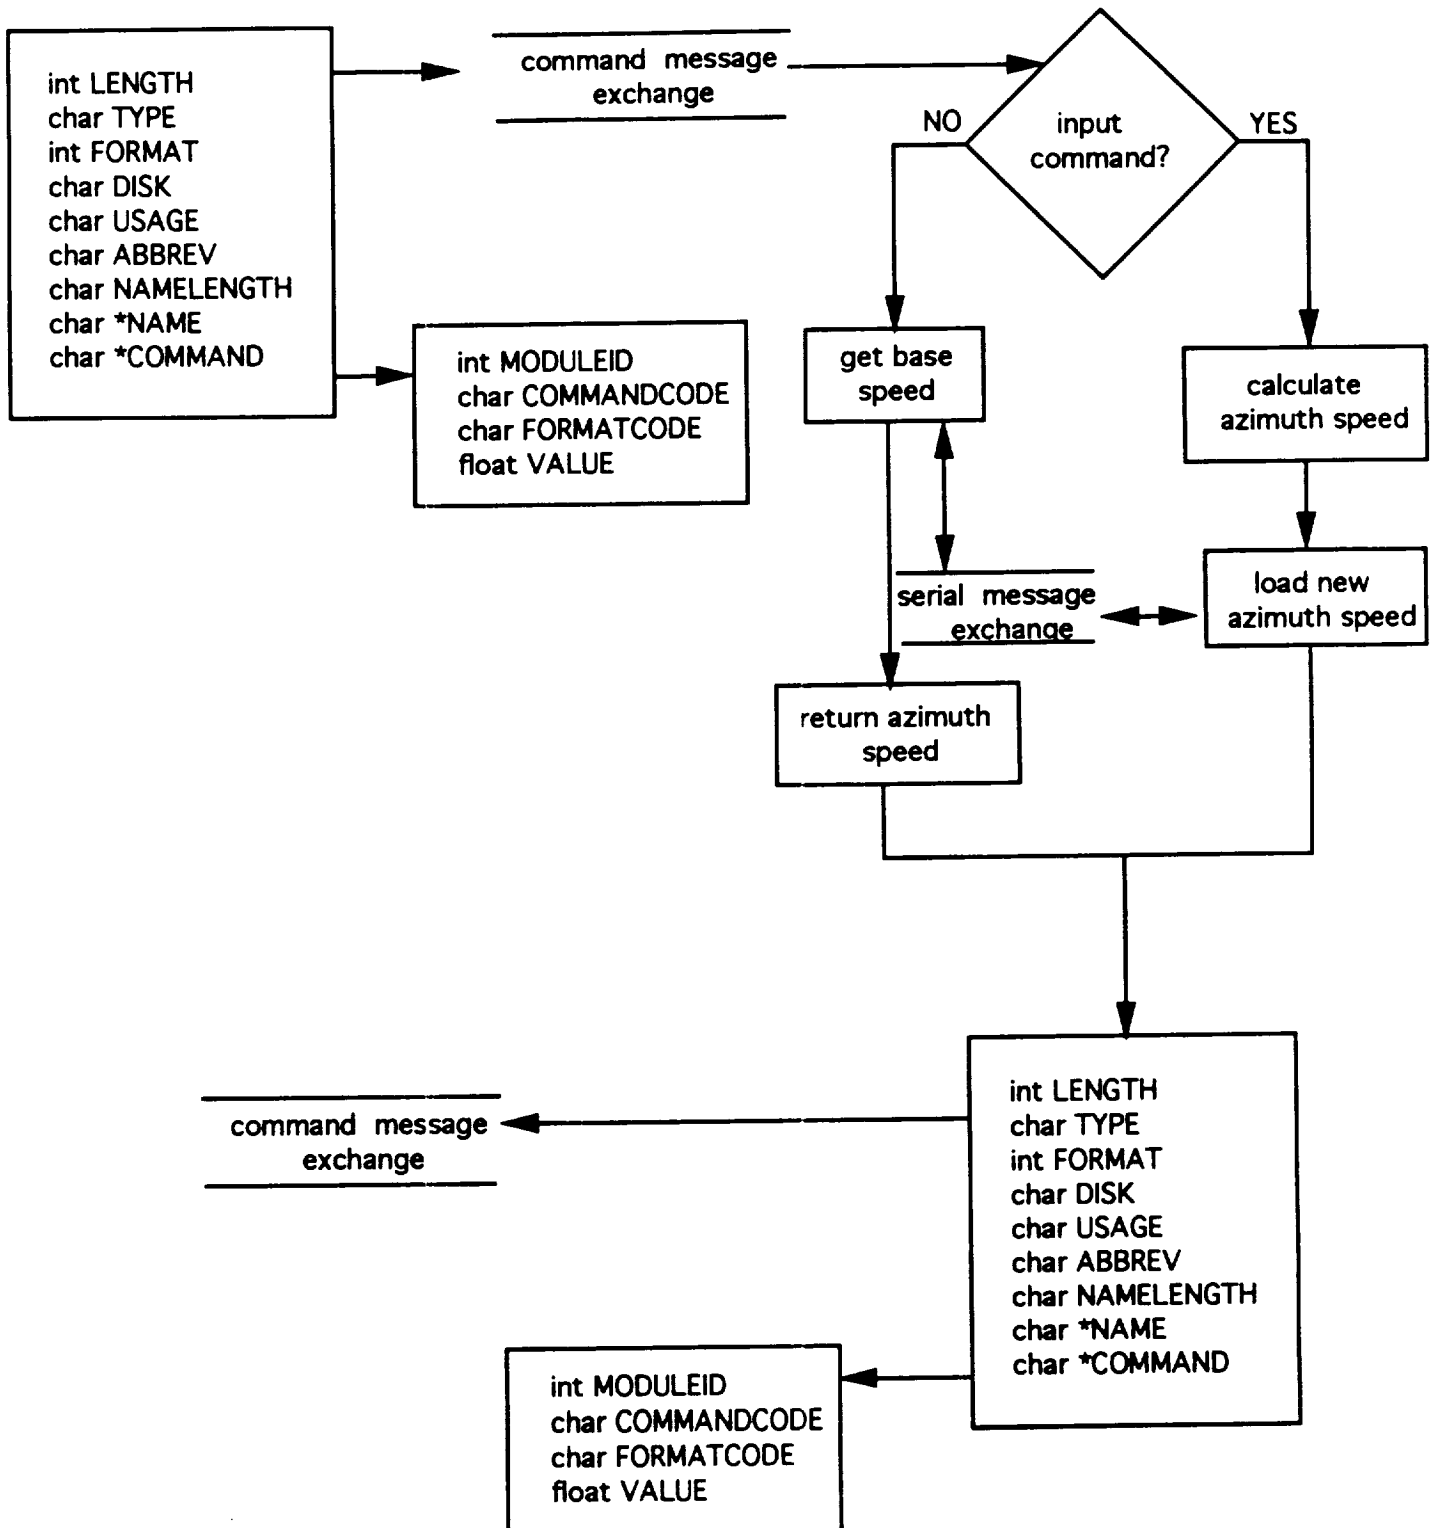 int LENGTH
char TYPE
int FORMAT
char DISK
char USAGE
char ABBREV
char NAMELENGTH
char *NAME
char *COMMAND
command message
exchange
input
command?
NO
YES
int MODULEID
char COMMANDCODE
char FORMATCODE
float VALUE
get base
speed
calculate
azimuth speed
serial message
exchange
load new
azimuth speed
return azimuth
speed
command message
exchange
int LENGTH
char TYPE
int FORMAT
char DISK
char USAGE
char ABBREV
char NAMELENGTH
char *NAME
char *COMMAND
int MODULEID
char COMMANDCODE
char FORMATCODE
float VALUE